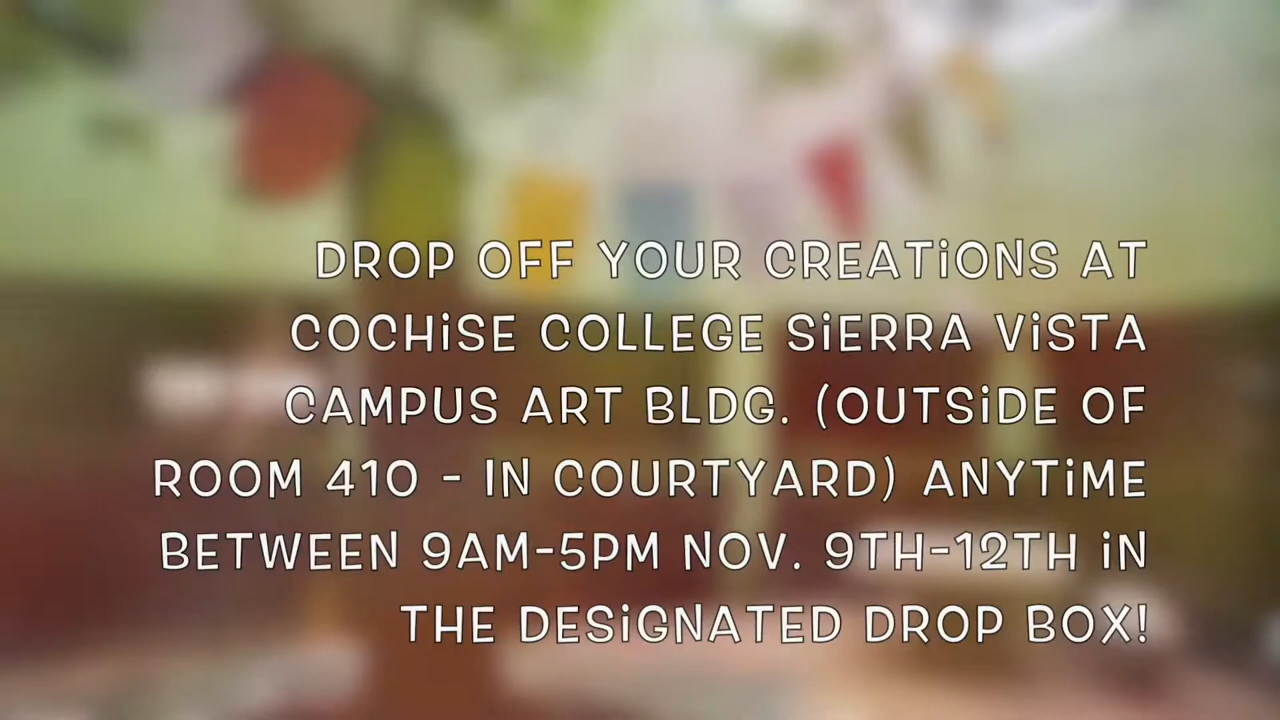 DROP OFF YOUR CREATiONS AT
COCHiSE COLLEGE SiERRA ViSTA
CAMPUS ART BLDG. (OUTSiDE OF
ROOM 410 - IN COURTYARD) ANYTiME
BETWEEN 9AM-5PM NOV. 9TH-12TH iN
THE DESiGNATED DROP BOX!